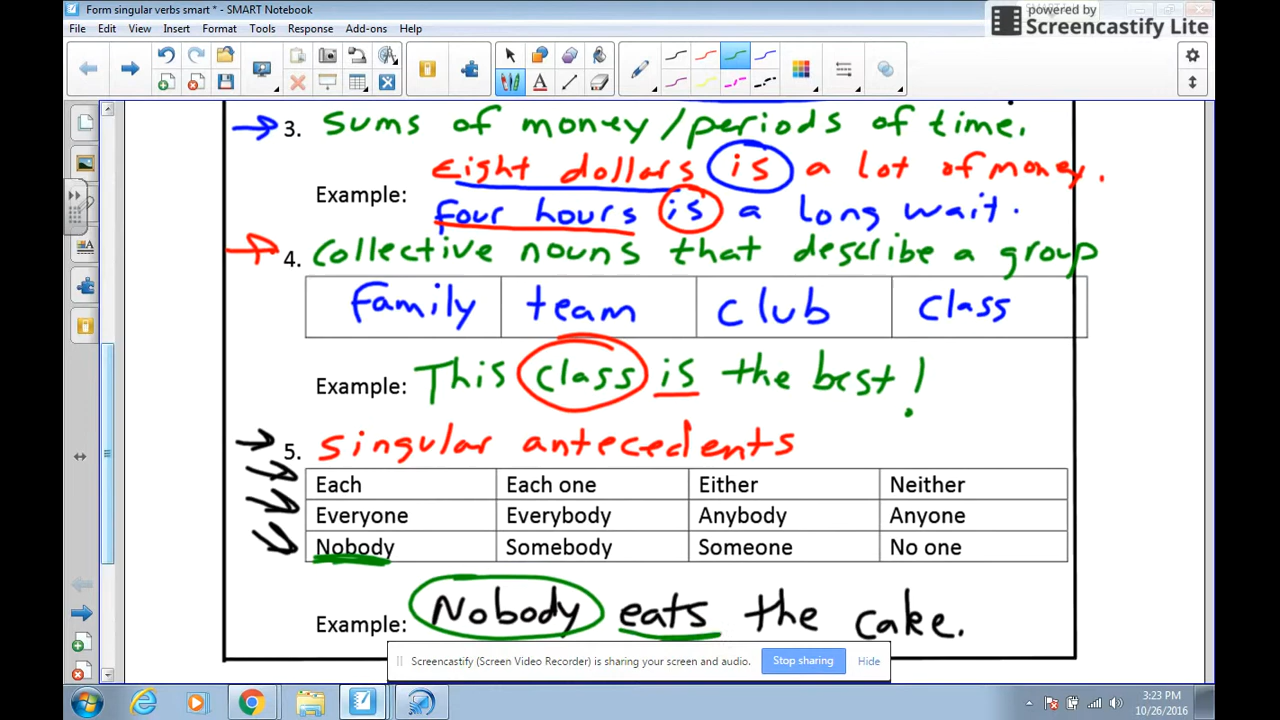 Form singular verbs smart * - SMART Notebook
powered by
Screencastify Lite
File Edit View Insert Format Tools Response Add-ons Help
3. Sums of money/periods of time.
Eight dollars is a lot of money.
Example:
four hours is a long wait.
4. Collective nouns that describe a group
family team club class
Example: This class is the best!
5. Singular antecedents
Each Each one Either Neither
Everyone Everybody Anybody Anyone
Nobody Somebody Someone No one
Example: Nobody eats the cake.
Screencastify (Screen Video Recorder) is sharing your screen and audio. Stop sharing Hide
3:23 PM
10/26/2016